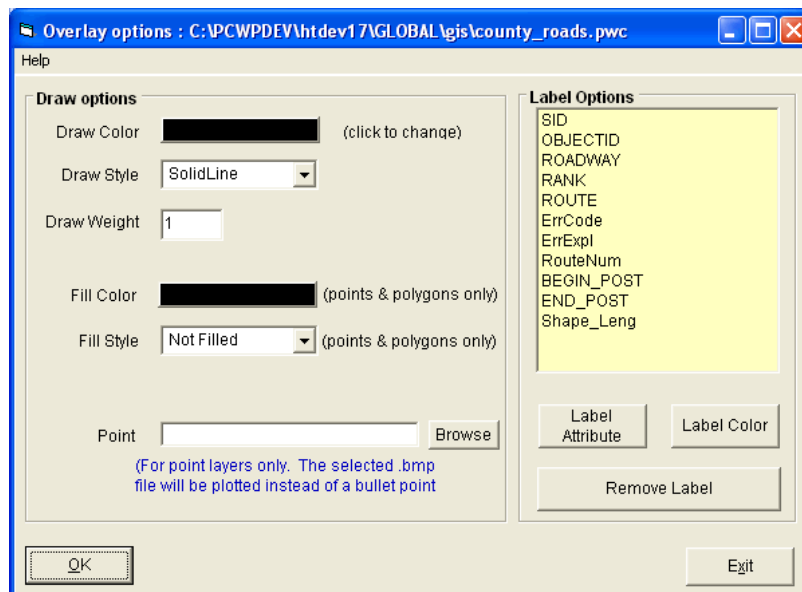 Overlay options : C:\PCWPDEV\htdev17\GLOBAL\gis\county_roads.pwc
Help
Draw options
Draw Color
(click to change)
Draw Style
SolidLine
Draw Weight
1
Fill Color
(points & polygons only)
Fill Style
Not Filled
(points & polygons only)
Point
Browse
(For point layers only. The selected .bmp
file will be plotted instead of a bullet point
Label Options
SID
OBJECTID
ROADWAY
RANK
ROUTE
ErrCode
ErrExpl
RouteNum
BEGIN_POST
END_POST
Shape_Leng
Label
Attribute
Label Color
Remove Label
OK
Exit